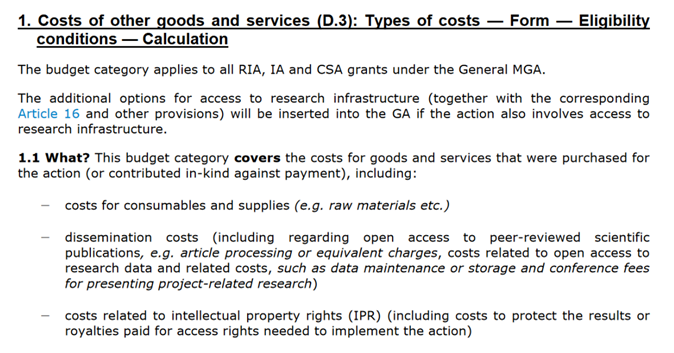 1. Costs of other goods and services (D.3): Types of costs — Form — Eligibility
conditions — Calculation
The budget category applies to all RIA, IA and CSA grants under the General MGA.
The additional options for access to research infrastructure (together with the corresponding
Article 16 and other provisions) will be inserted into the GA if the action also involves access to
research infrastructure.
1.1 What? This budget category covers the costs for goods and services that were purchased for
the action (or contributed in-kind against payment), including:
− costs for consumables and supplies (e.g. raw materials etc.)
− dissemination costs (including regarding open access to peer-reviewed scientific
publications, e.g. article processing or equivalent charges, costs related to open access to
research data and related costs, such as data maintenance or storage and conference fees
for presenting project-related research)
− costs related to intellectual property rights (IPR) (including costs to protect the results or
royalties paid for access rights needed to implement the action)